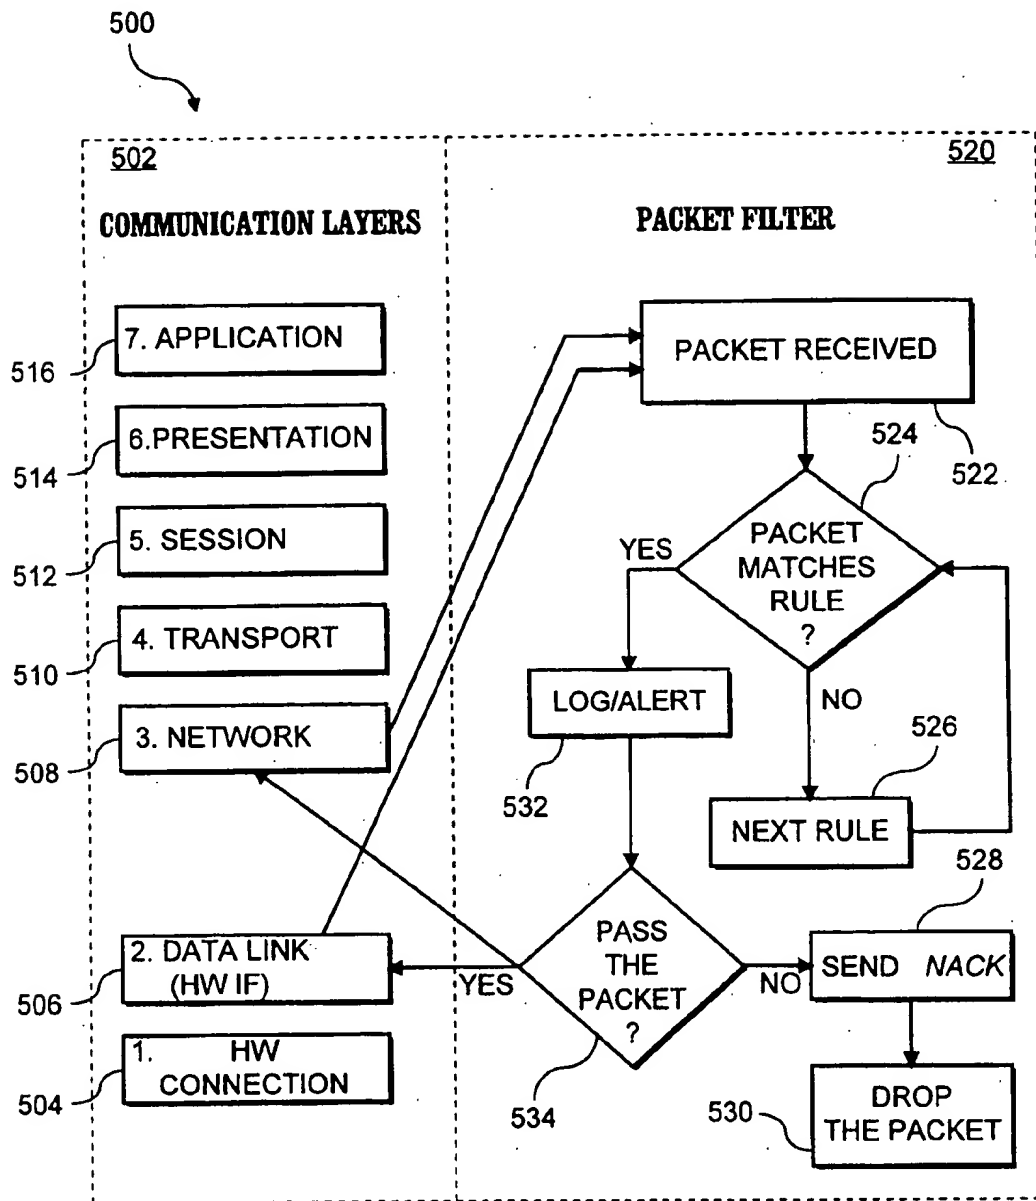 500
502
520
COMMUNICATION LAYERS
PACKET FILTER
7. APPLICATION
516
6.PRESENTATION
514
5. SESSION
512
4. TRANSPORT
510
3. NETWORK
508
2. DATA LINK
(HW IF)
506
1. HW
CONNECTION
504
PACKET RECEIVED
522
524
PACKET
MATCHES
RULE
?
YES
NO
LOG/ALERT
532
526
NEXT RULE
528
PASS
THE
PACKET
?
YES
NO
534
SEND NACK
DROP
THE PACKET
530